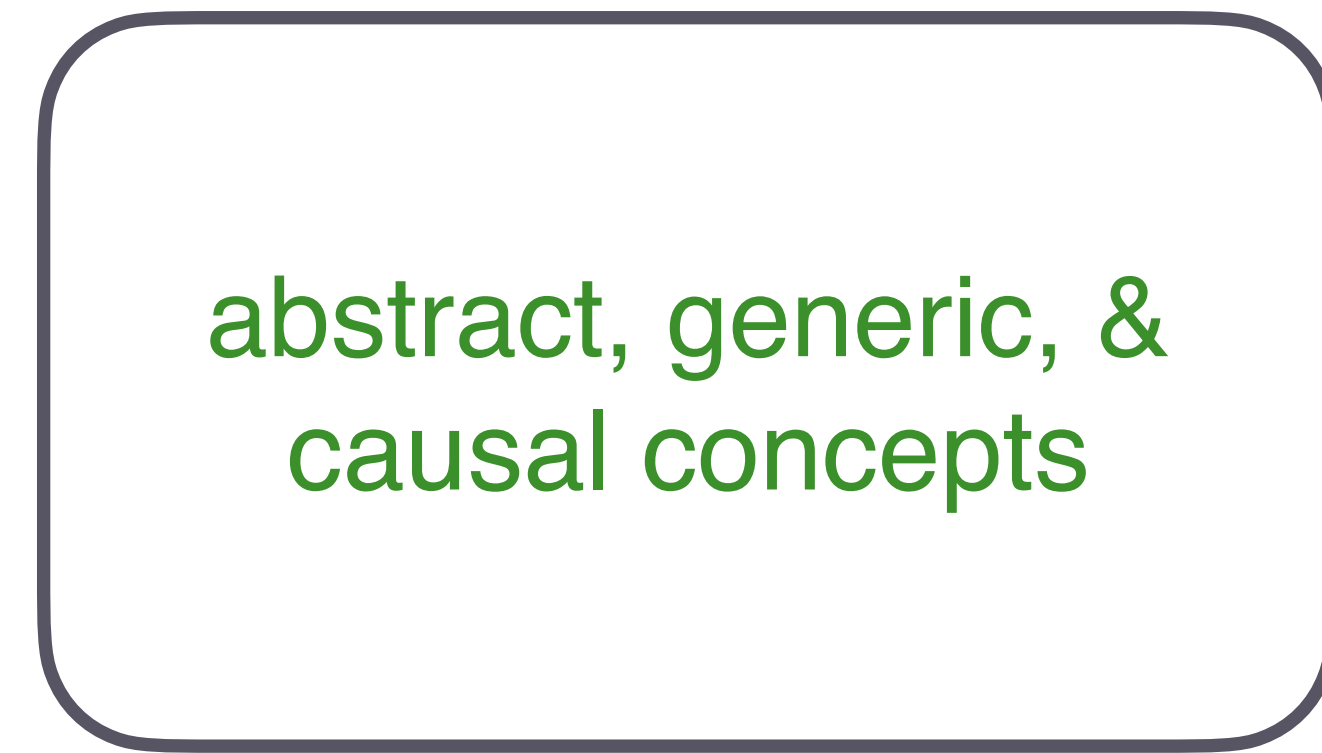 abstract, generic, &
causal concepts